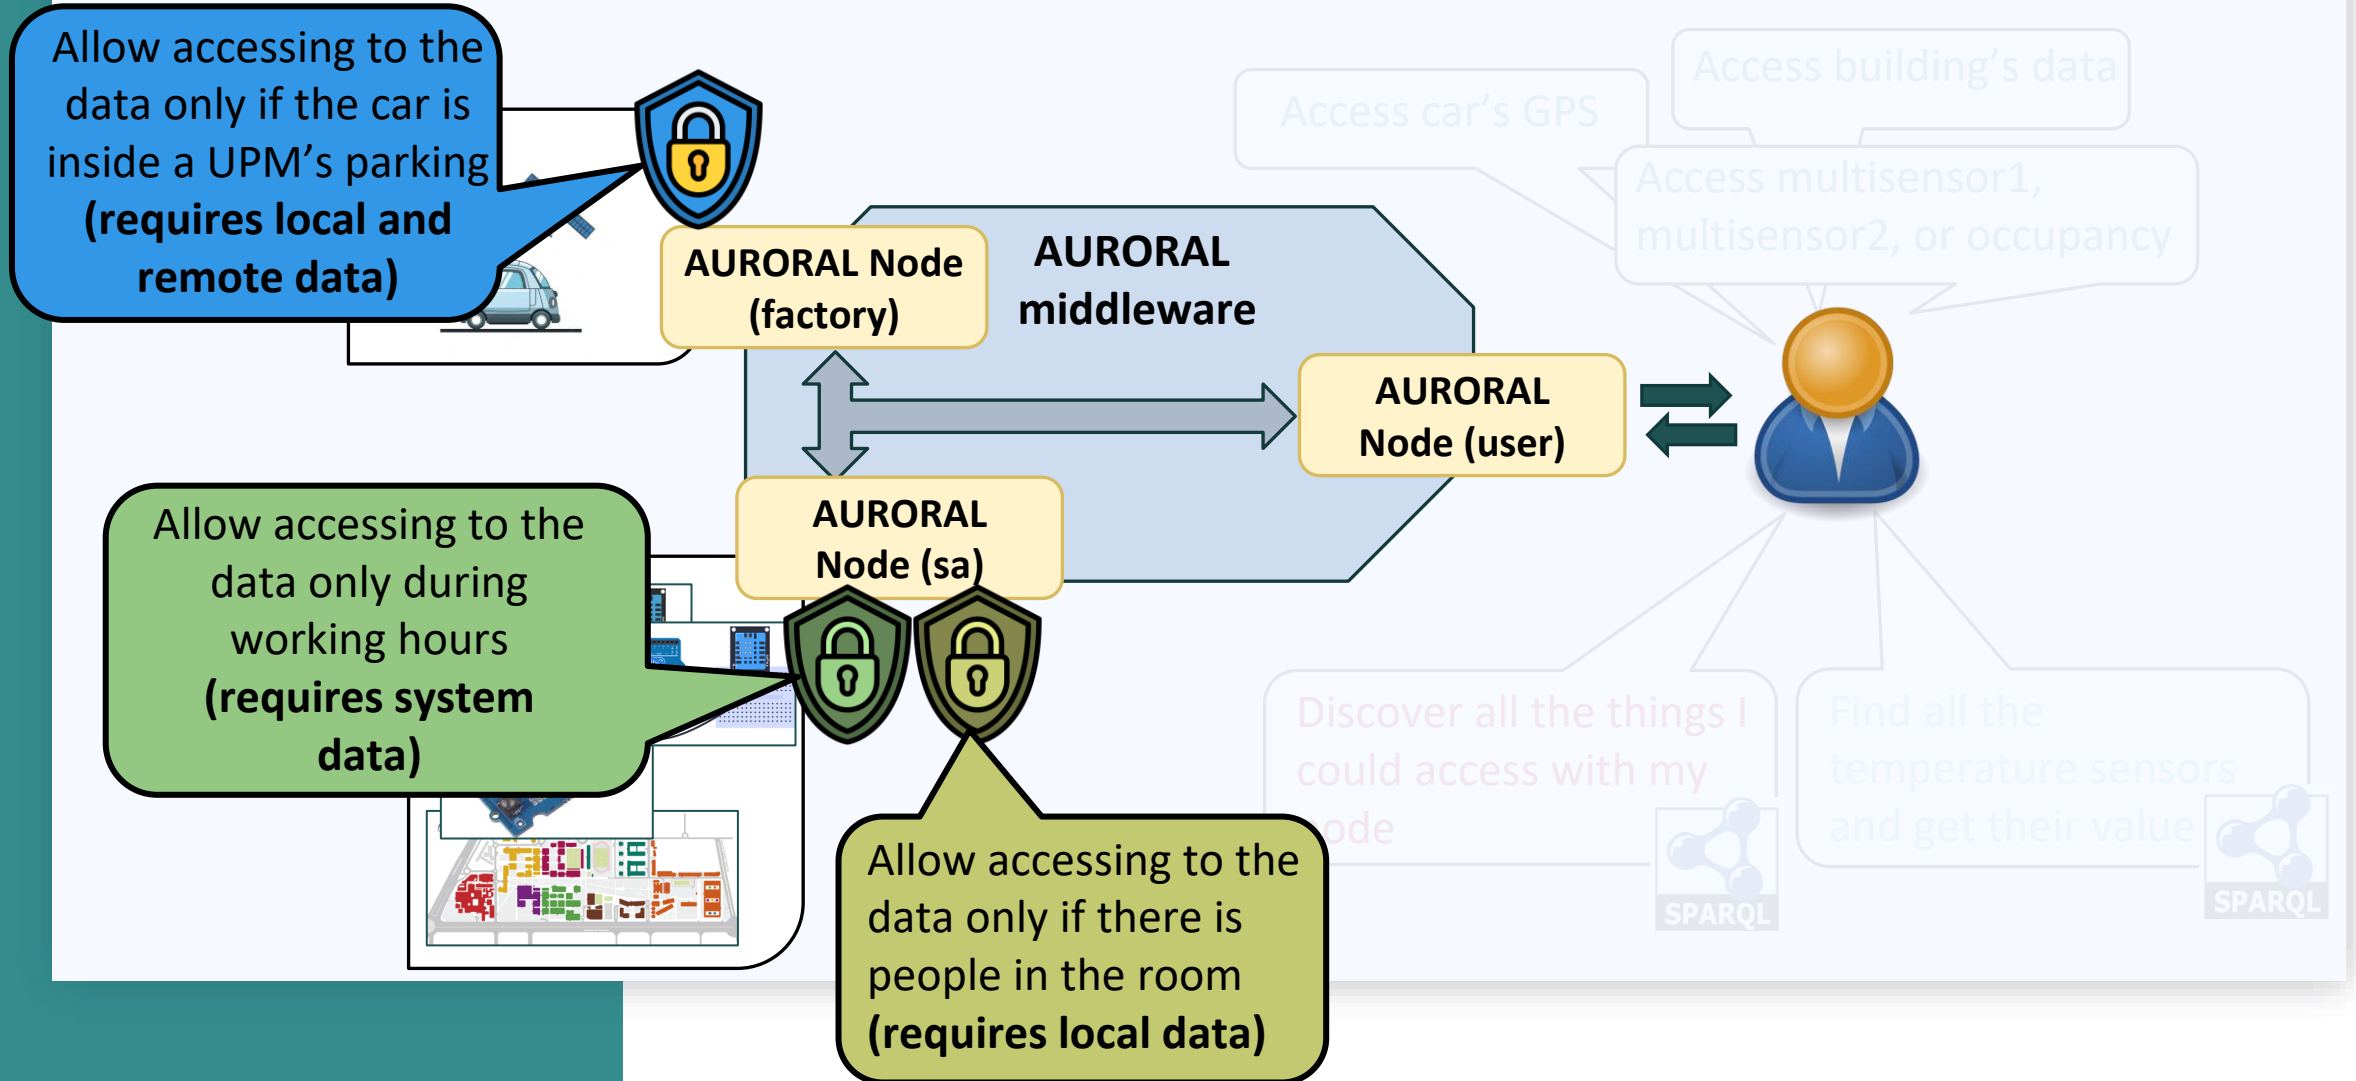 Allow accessing to the
data only if the car is
inside a UPM’s parking
(requires local and
remote data)
AURORAL Node
(factory)
AURORAL
middleware
Access car's GPS
Access building’s data
Access multisensor1,
multisensor2, or occupancy
AURORAL
Node (user)
AURORAL
Node (sa)
Allow accessing to the
data only during
working hours
(requires system
data)
Allow accessing to the
data only if there is
people in the room
(requires local data)
Discover all the things I
could access with my
SPARQL
Find all the
temperature sensors
and get their value
SPARQL